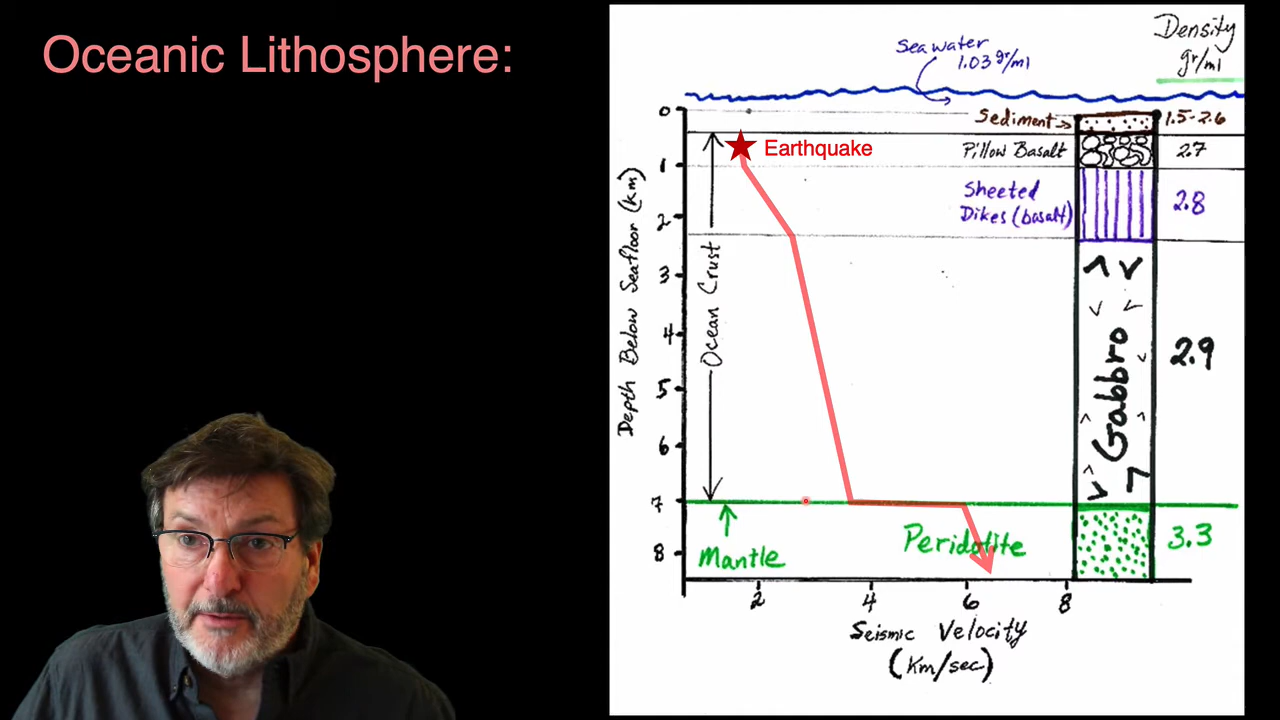 Oceanic Lithosphere:
Density
gr/ml
sea water
1.03 gr/ml
0
Sediment
1.5-2.6
Earthquake
Pillow Basalt
2.7
1
Sheeted
Dikes (basalt)
2.8
2
3
4
5
6
7
8
Depth Below Seafloor (km)
Ocean Crust
Gabbro
2.9
Mantle
Peridotite
3.3
2
4
6
8
Seismic Velocity
(Km/sec)